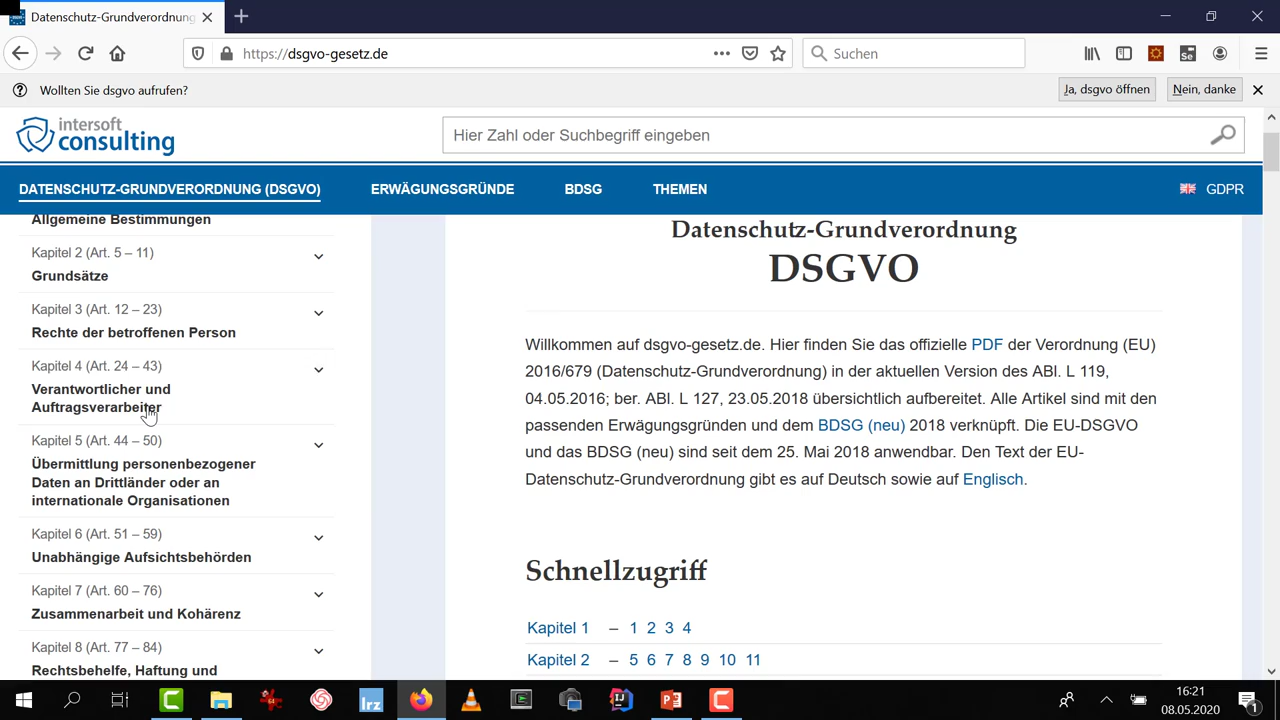 Datenschutz-Grundverordnung
https://dsgvo-gesetz.de
Suchen
Wollten Sie dsgvo aufrufen?
Ja, dsgvo öffnen
Nein, danke
intersoft
consulting
Hier Zahl oder Suchbegriff eingeben
DATENSCHUTZ-GRUNDVERORDNUNG (DSGVO)
ERWÄGUNGSGRÜNDE
BDSG
THEMEN
GDPR
Allgemeine Bestimmungen
Kapitel 2 (Art. 5 – 11)
Grundsätze
Kapitel 3 (Art. 12 – 23)
Rechte der betroffenen Person
Kapitel 4 (Art. 24 – 43)
Verantwortlicher und
Auftragsverarbeiter
Kapitel 5 (Art. 44 – 50)
Übermittlung personenbezogener
Daten an Drittländer oder an
internationale Organisationen
Kapitel 6 (Art. 51 – 59)
Unabhängige Aufsichtsbehörden
Kapitel 7 (Art. 60 – 76)
Zusammenarbeit und Kohärenz
Kapitel 8 (Art. 77 – 84)
Rechtsbehelfe, Haftung und
Datenschutz-Grundverordnung
DSGVO
Willkommen auf dsgvo-gesetz.de. Hier finden Sie das offizielle PDF der Verordnung (EU)
2016/679 (Datenschutz-Grundverordnung) in der aktuellen Version des ABl. L 119,
04.05.2016; ber. ABl. L 127, 23.05.2018 übersichtlich aufbereitet. Alle Artikel sind mit den
passenden Erwägungsgründen und dem BDSG (neu) 2018 verknüpft. Die EU-DSGVO
und das BDSG (neu) sind seit dem 25. Mai 2018 anwendbar. Den Text der EU-
Datenschutz-Grundverordnung gibt es auf Deutsch sowie auf Englisch.
Schnellzugriff
Kapitel 1 – 1 2 3 4
Kapitel 2 – 5 6 7 8 9 10 11
lrz
16:21
08.05.2020
1